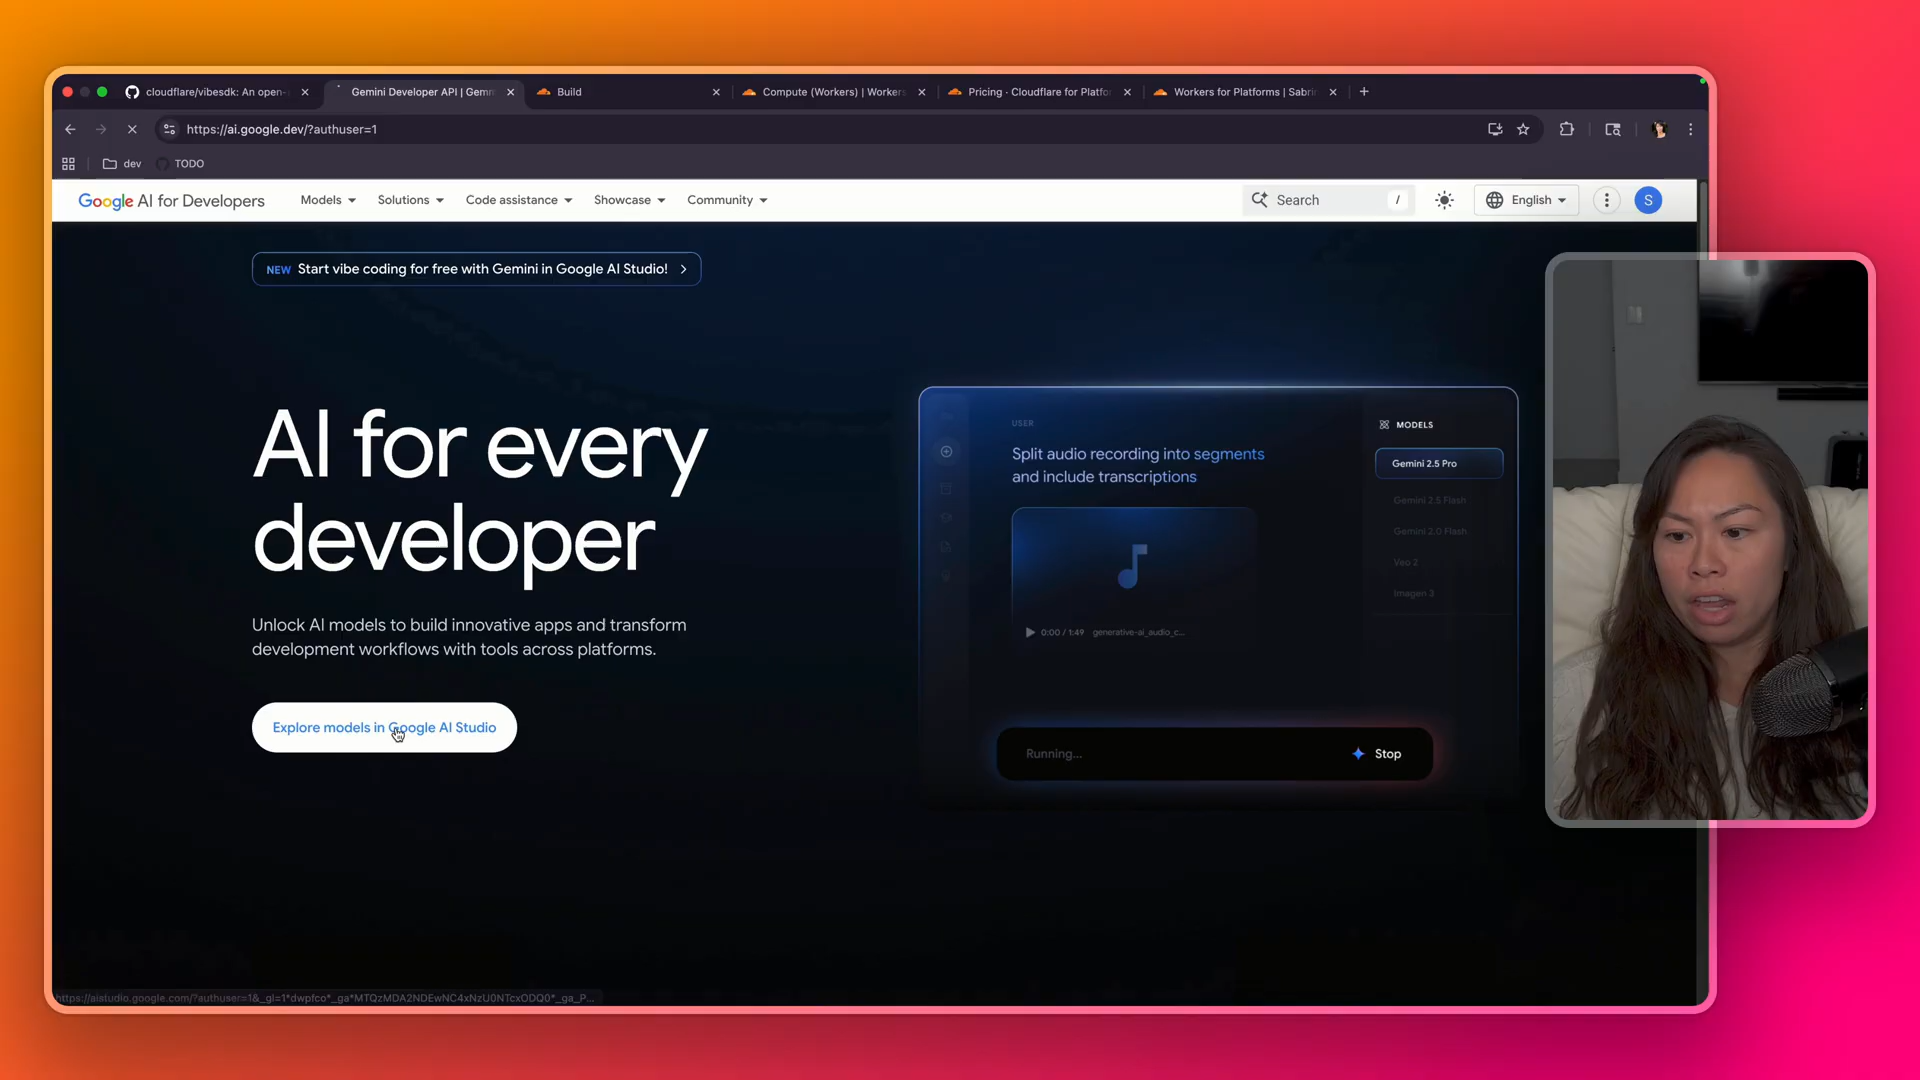 cloudflare/vibesdk: An open-
Gemini Developer API | Gemm
Build
Compute (Workers) | Workers
Pricing · Cloudflare for Platfor
Workers for Platforms | Sabrin
https://ai.google.dev/?authuser=1
dev
TODO
Google AI for Developers
Models
Solutions
Code assistance
Showcase
Community
Search
/
English
S
NEW Start vibe coding for free with Gemini in Google AI Studio!
AI for every
developer
Unlock AI models to build innovative apps and transform
development workflows with tools across platforms.
Explore models in Google AI Studio
USER
Split audio recording into segments
and include transcriptions
0:00 / 1:49 generative-ai_audio_c...
MODELS
Gemini 2.5 Pro
Gemini 2.5 Flash
Gemini 2.0 Flash
Veo 2
Imagen 3
Running...
Stop